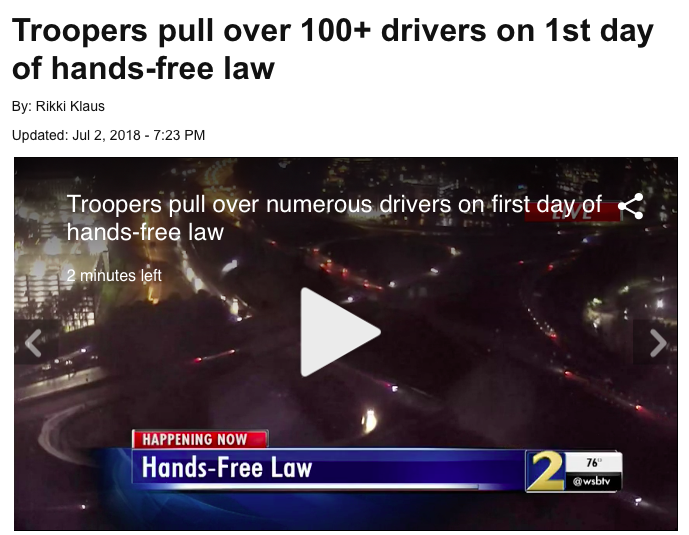 Troopers pull over 100+ drivers on 1st day
of hands-free law
By: Rikki Klaus
Updated: Jul 2, 2018 - 7:23 PM
Troopers pull over numerous drivers on first day of
hands-free law
LIVE
2 minutes left
HAPPENING NOW
Hands-Free Law
2
76°
@wsbtv